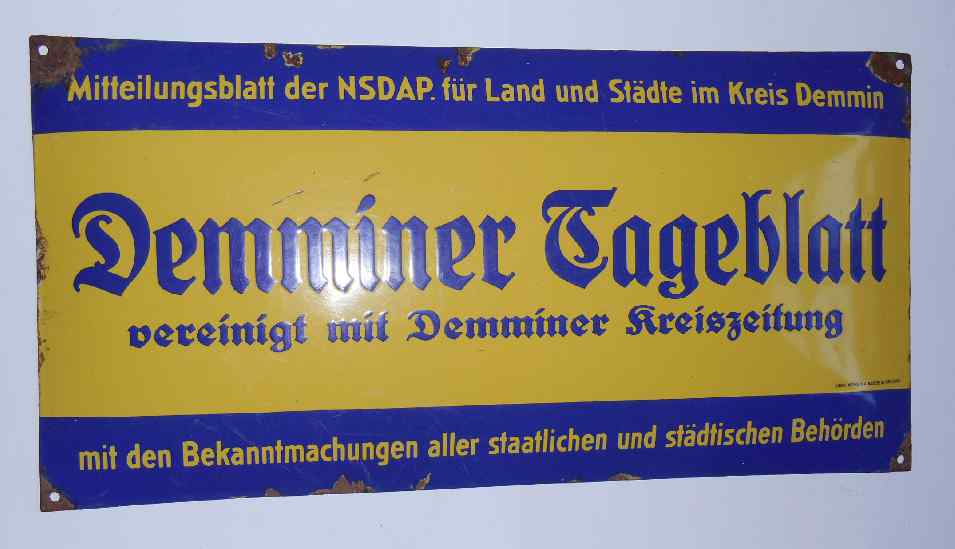 Mitteilungsblatt der NSDAP. für Land und Städte im Kreis Demmin
Demminer Tageblatt
vereinigt mit Demminer Kreiszeitung
mit den Bekanntmachungen aller staatlichen und städtischen Behörden